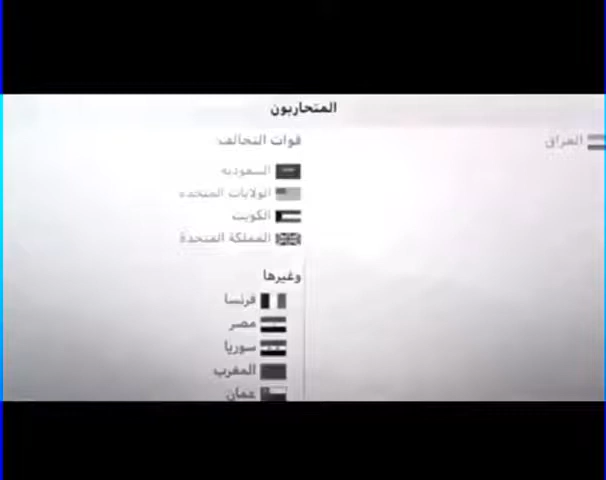 المتحاربون
العراق
قوات التحالف:
السعودية
الولايات المتحدة
الكويت
المملكة المتحدة
وغيرها
فرنسا
مصر
سوريا
المغرب
عمان